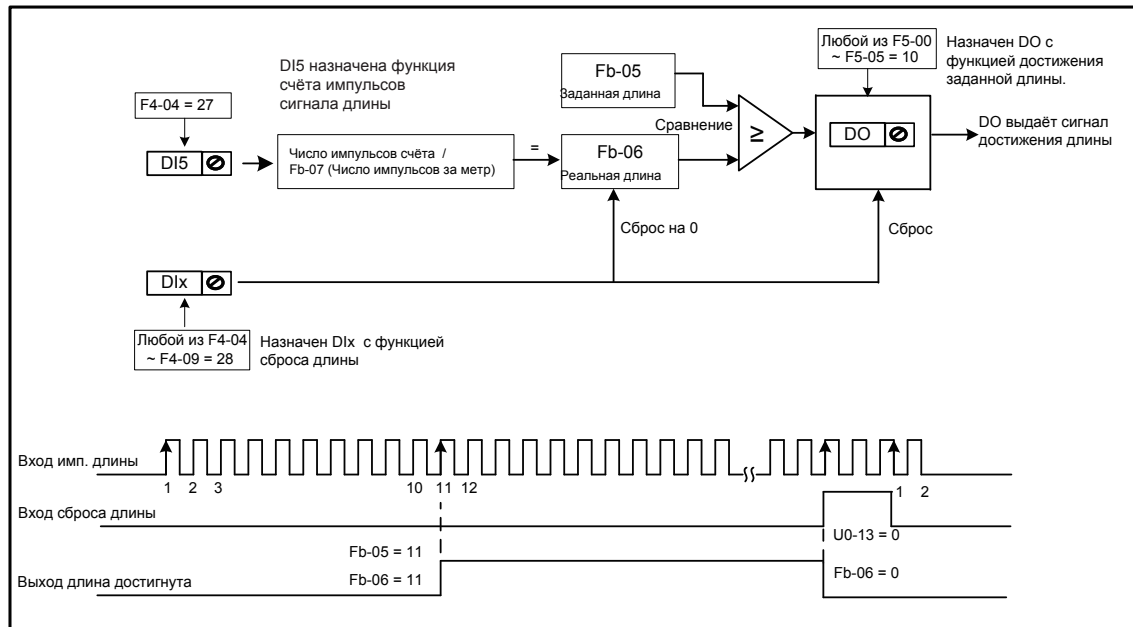 DI5 назначена функция
счёта импульсов
сигнала длины
F4-04 = 27
DI5
Число импульсов счёта /
Fb-07 (Число импульсов за метр)
=
Fb-05
Заданная длина
Сравнение
Fb-06
Реальная длина
≥
Любой из F5-00
~ F5-05 = 10
Назначен DO с
функцией достижения
заданной длины.
DO
DO выдаёт сигнал
достижения длины
Сброс на 0
Сброс
DIx
Любой из F4-04
~ F4-09 = 28
Назначен DIx с функцией
сброса длины
Вход имп. длины
1 2 3 10 11 12 1 2
Вход сброса длины
U0-13 = 0
Fb-05 = 11
Fb-06 = 11
Fb-06 = 0
Выход длина достигнута